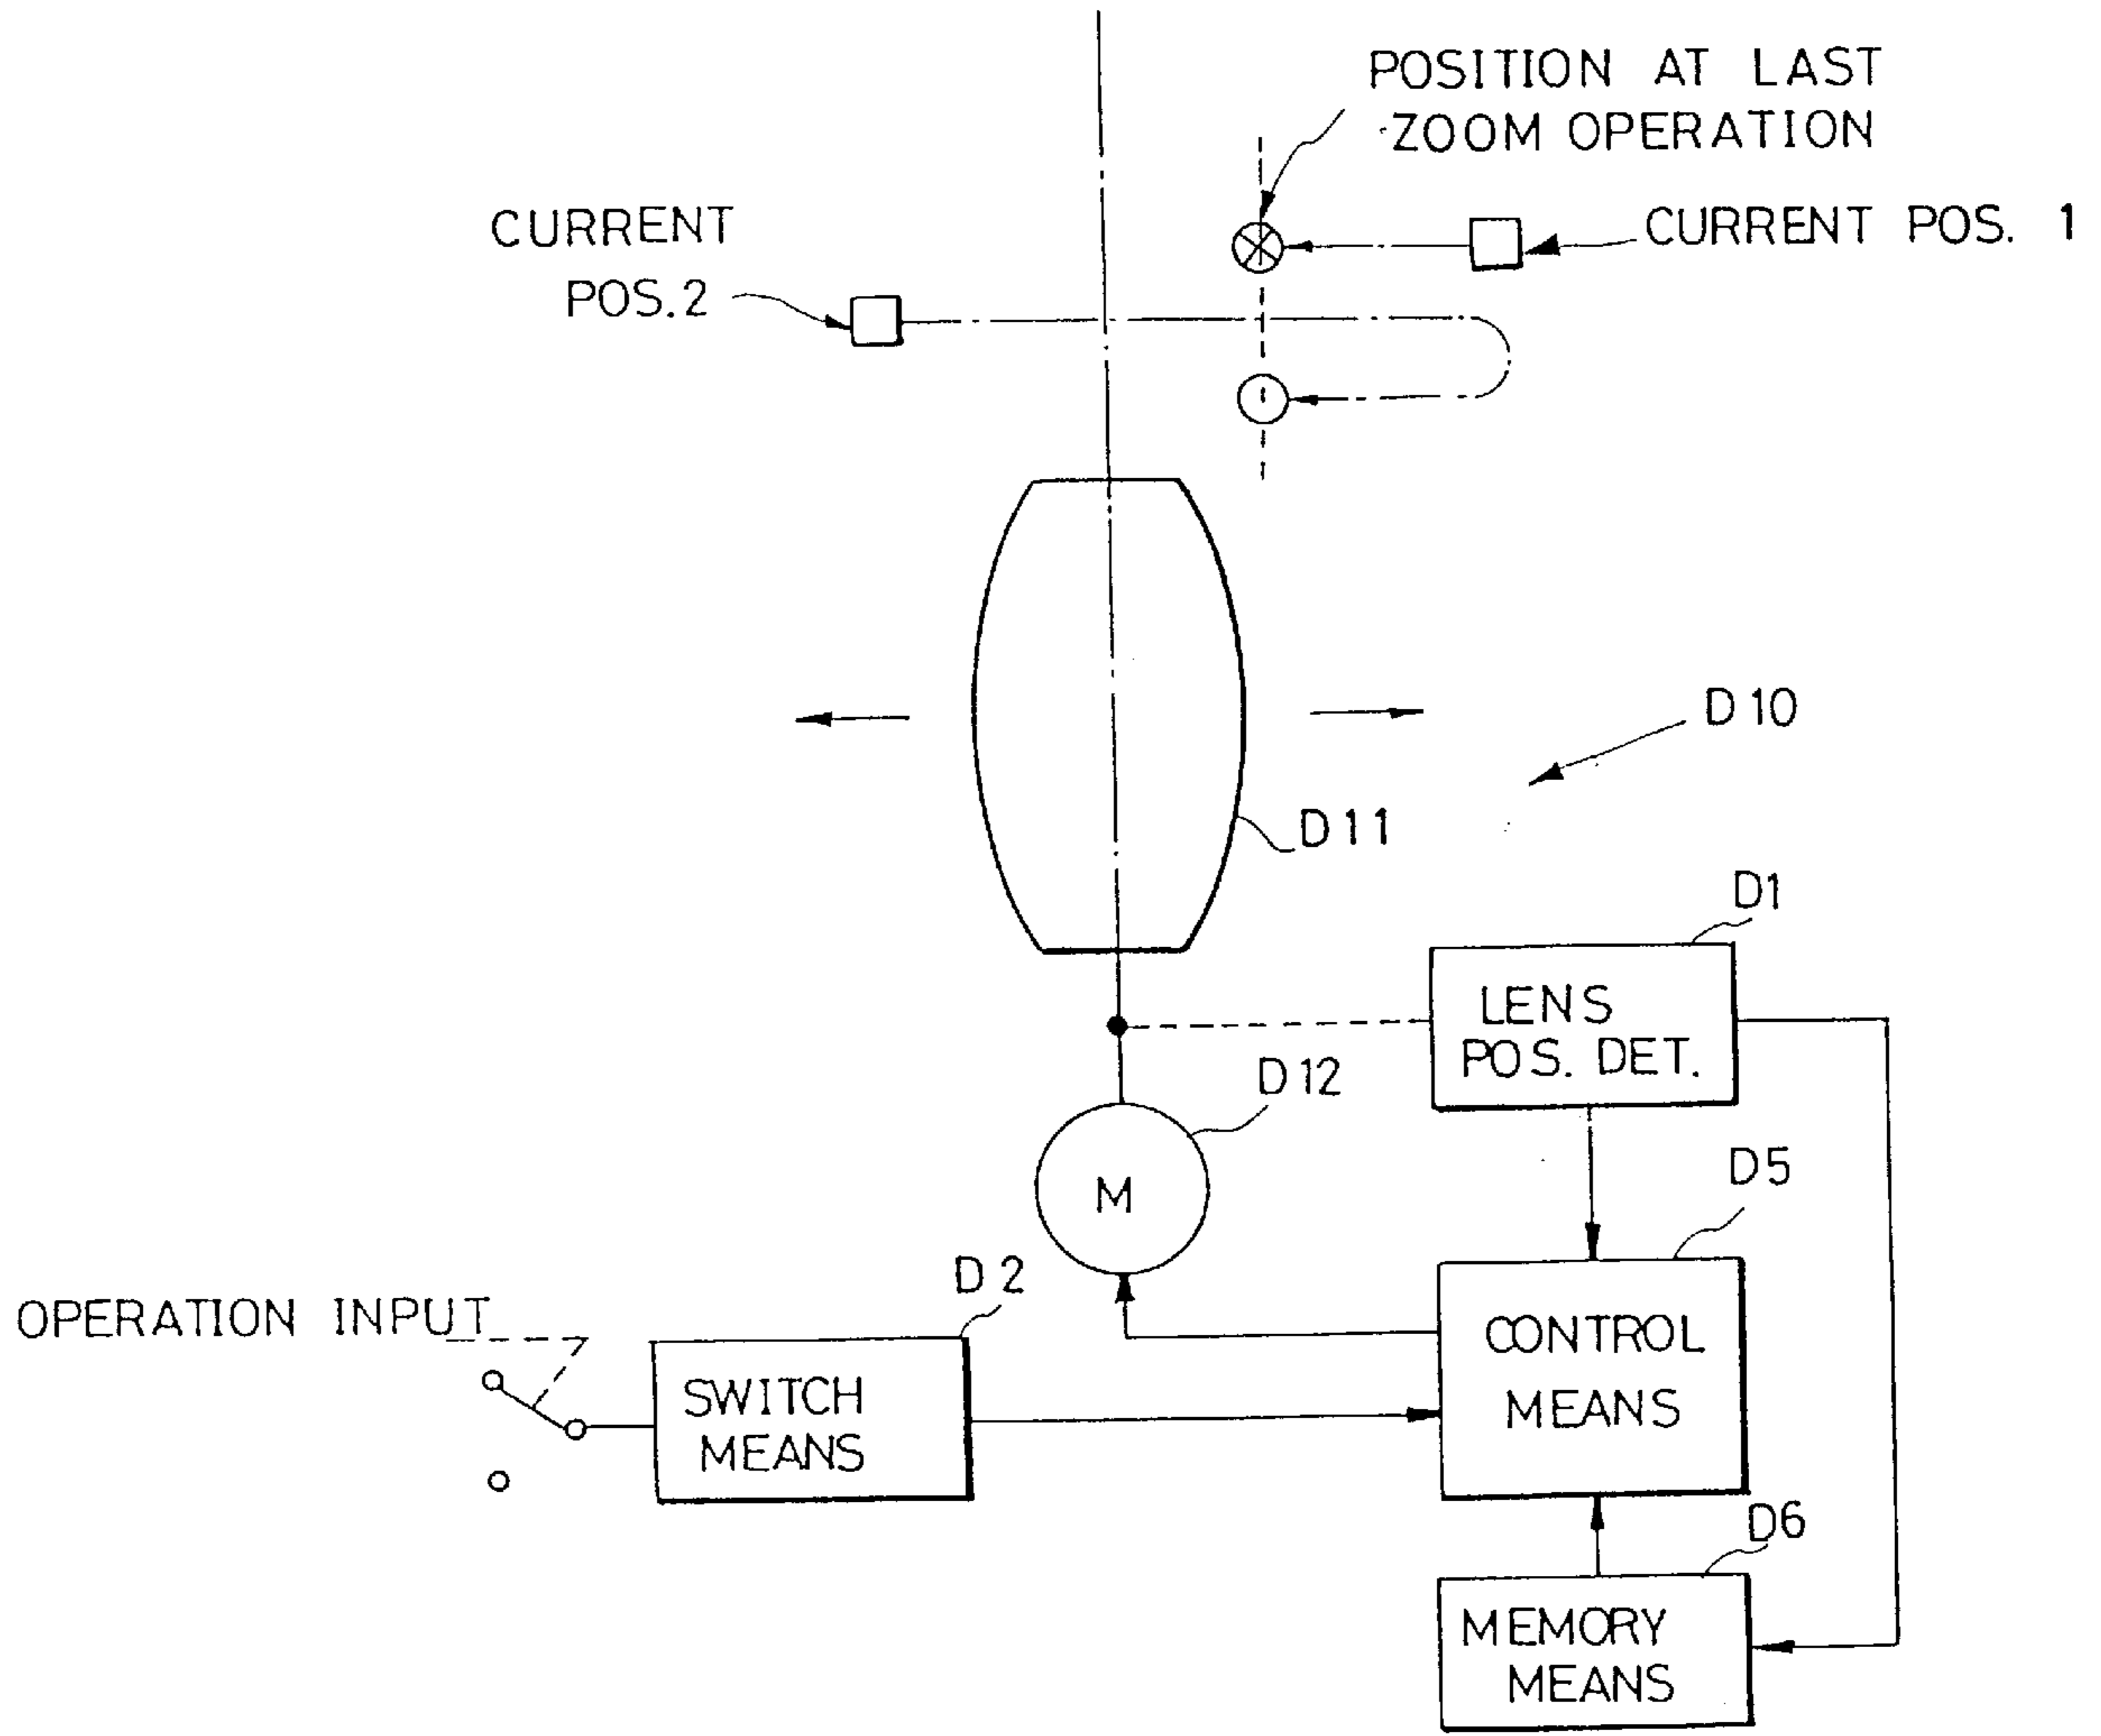 POSITION AT LAST
ZOOM OPERATION
CURRENT
POS.2
CURRENT POS. 1
D10
D11
D1
LENS
POS. DET.
D12
M
D5
D2
OPERATION INPUT
CONTROL
MEANS
SWITCH
MEANS
D6
MEMORY
MEANS